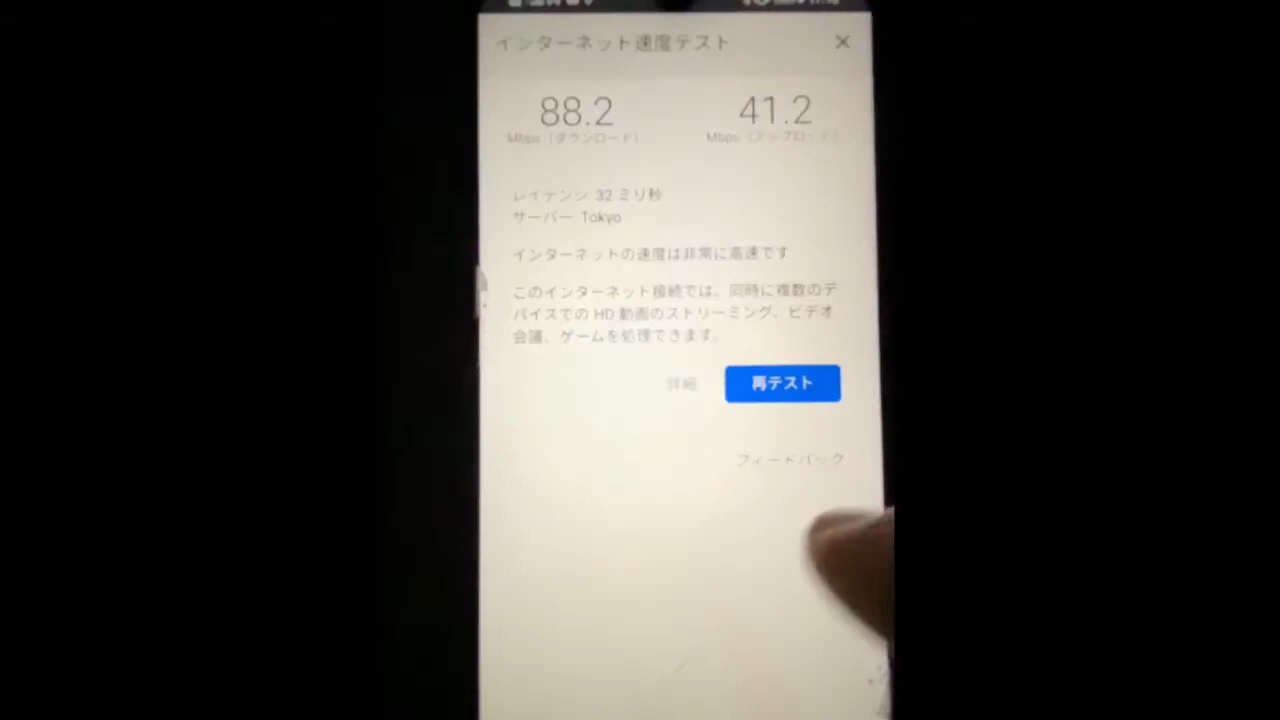 インターネット速度テスト
88.2
41.2
Mbps（ダウンロード）
Mbps（アップロード）
レイテンシ 32 ミリ秒
サーバー Tokyo
インターネットの速度は非常に高速です
このインターネット接続では、同時に複数のデ
バイスでの HD 動画のストリーミング、ビデオ
会議、ゲームを処理できます。
詳細
再テスト
フィードバック